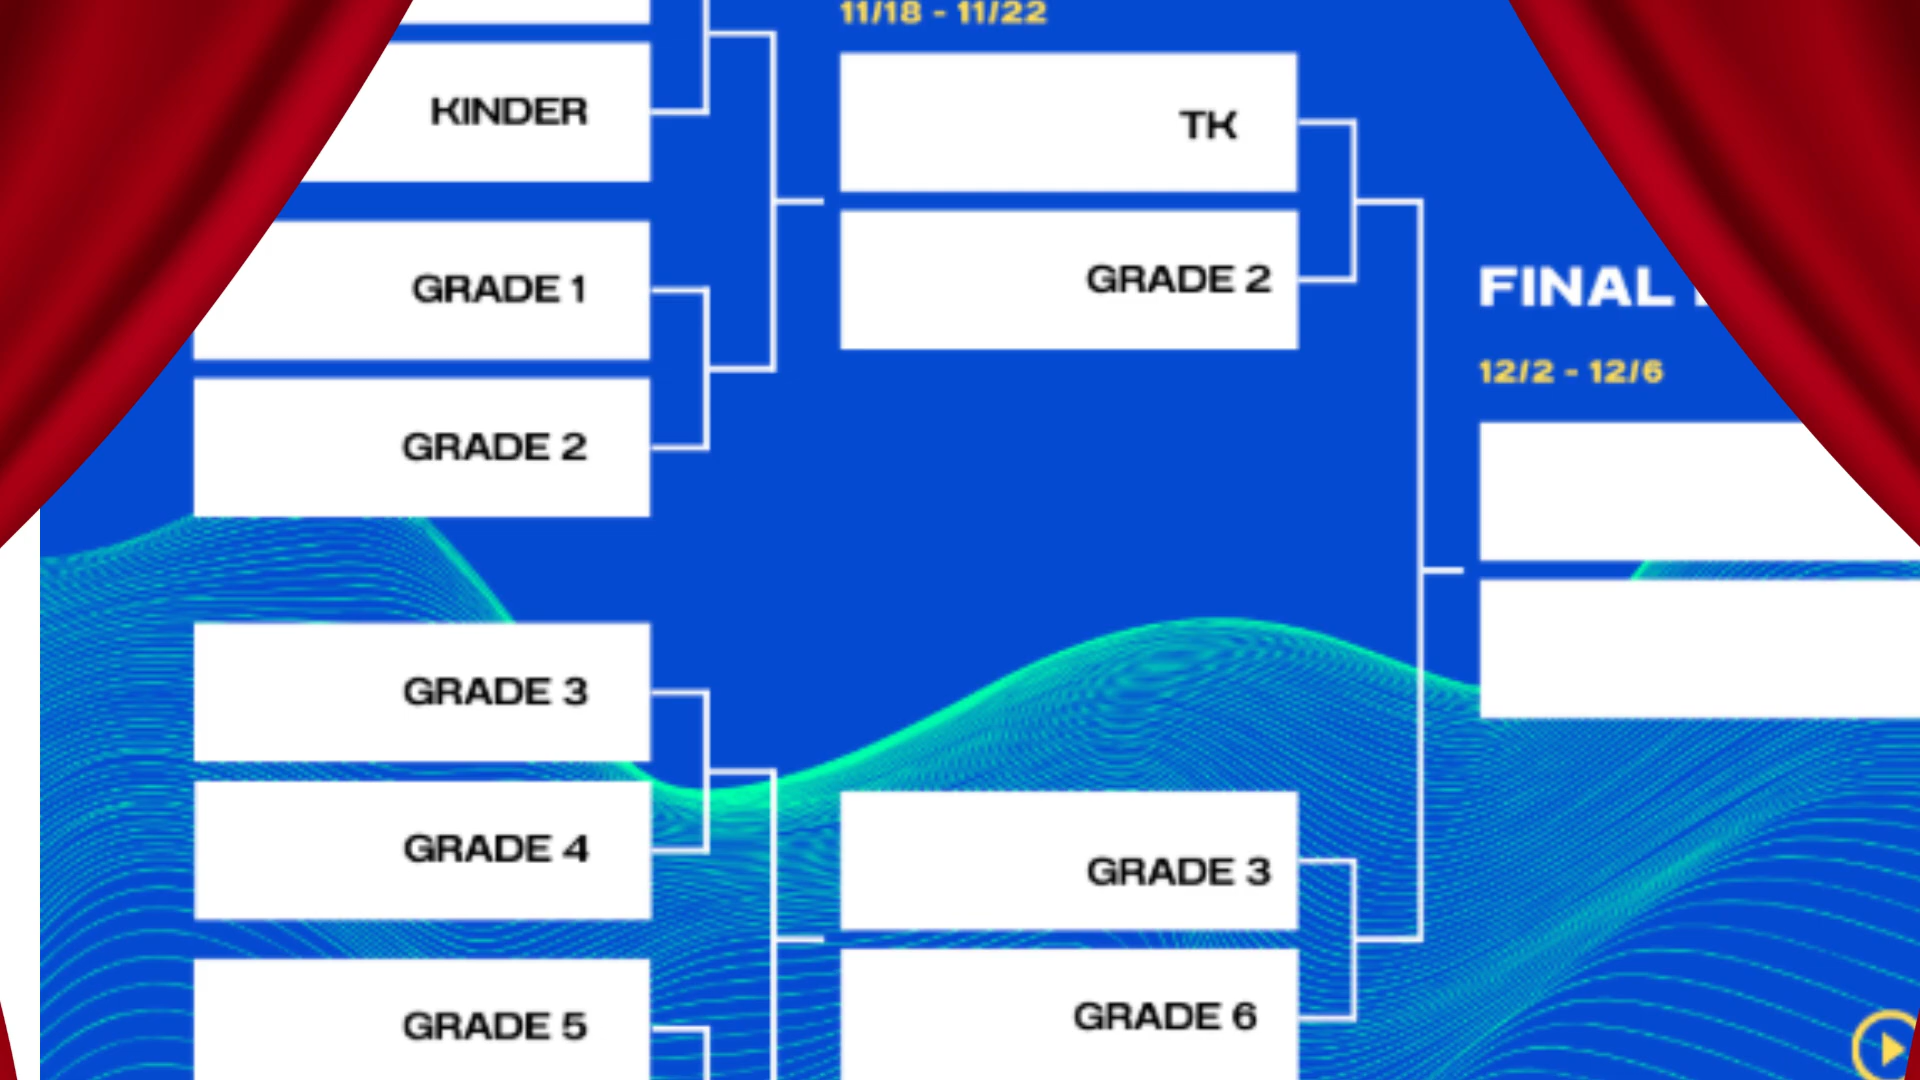 KINDER
GRADE 1
GRADE 2
GRADE 3
GRADE 4
GRADE 5
11/18 - 11/22
TK
GRADE 2
GRADE 3
GRADE 6
FINAL
12/2 - 12/6